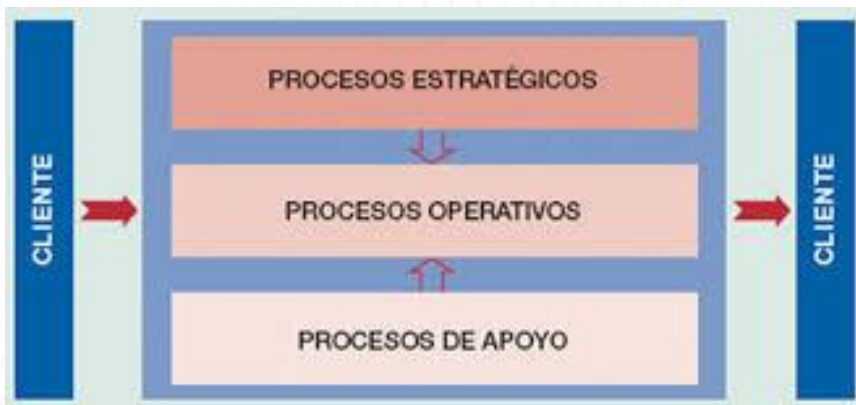 CLIENTE
PROCESOS ESTRATÉGICOS
PROCESOS OPERATIVOS
PROCESOS DE APOYO
CLIENTE